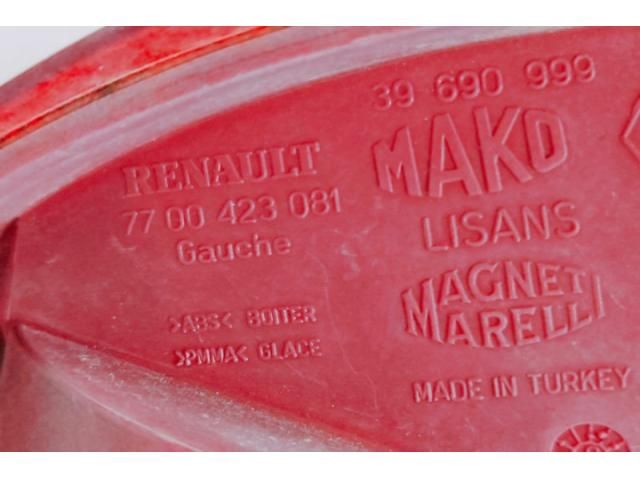 39 690 999
RENAULT
77 00 423 081
Gauche
MAKO
LISANS
MAGNETI
MARELLI
>ABS< BOITER
>PMMA< GLACE
MADE IN TURKEY